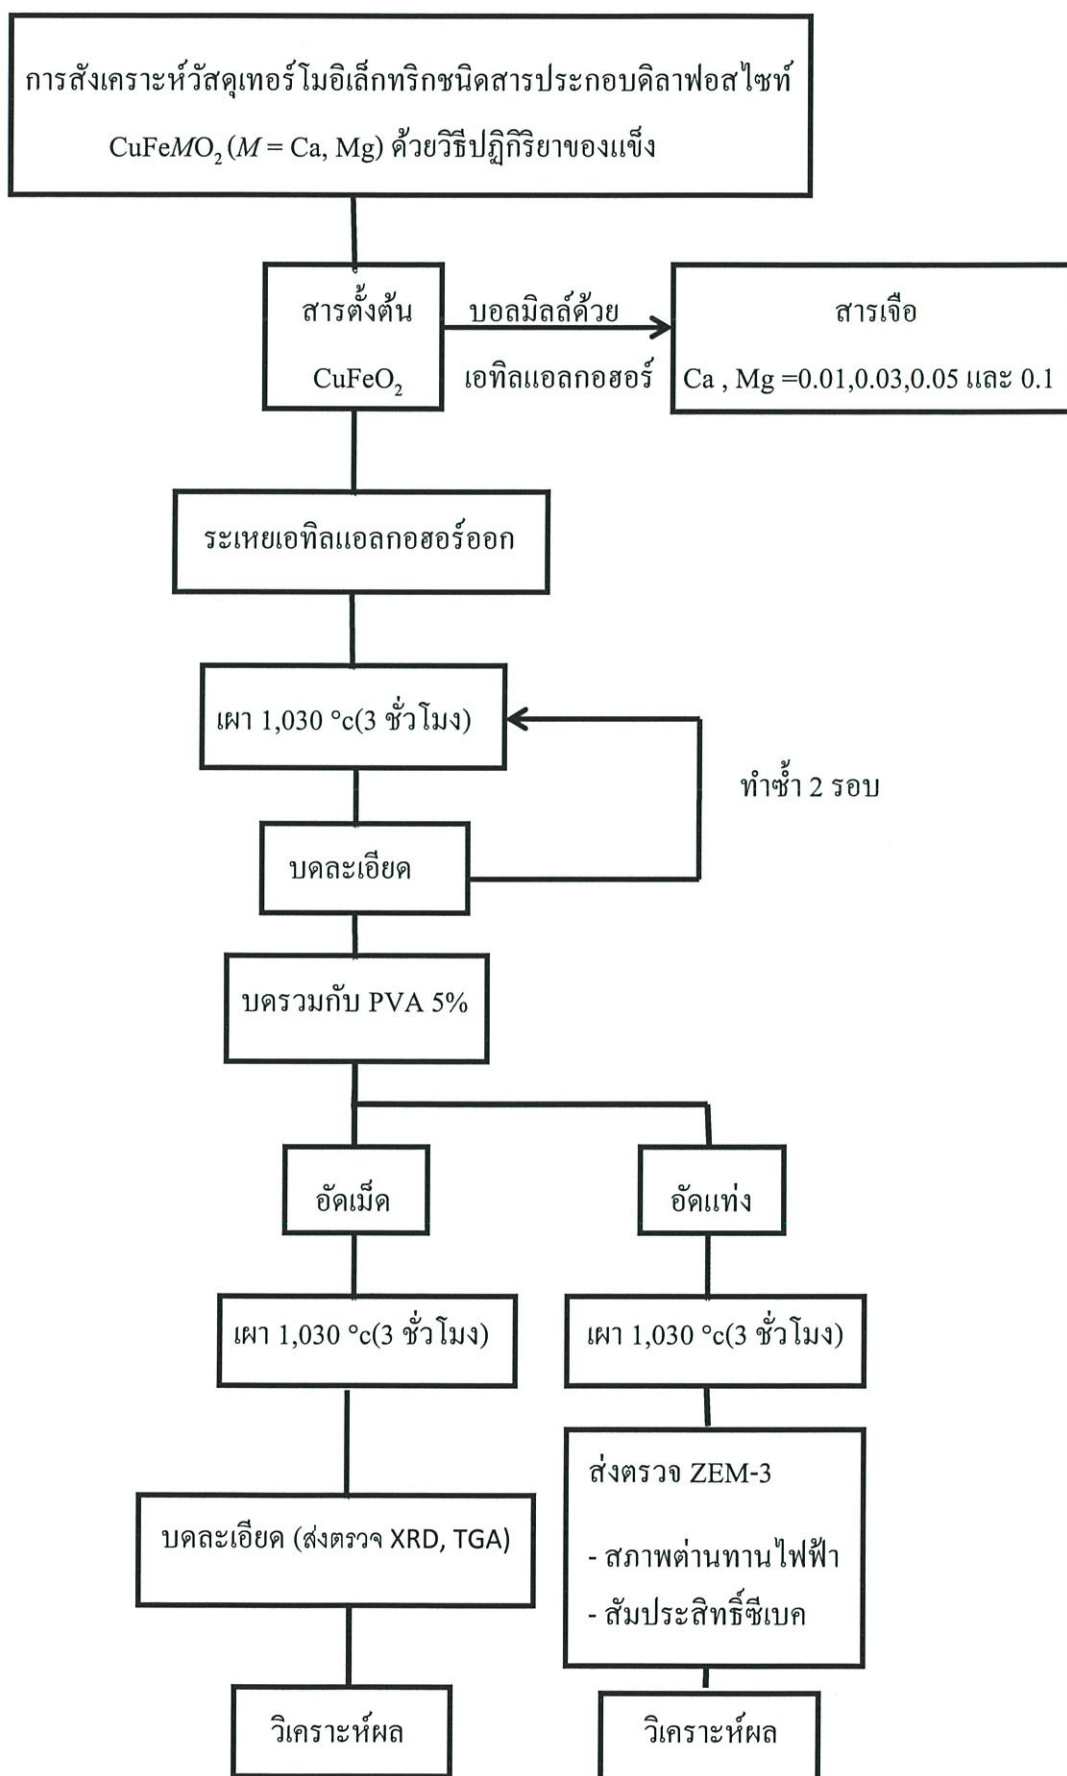 การสังเคราะห์วัสดุเทอร์โมอิเล็กทริกชนิดสารประกอบดิลาฟอสไซท์
CuFeMO₂ (M = Ca, Mg) ด้วยวิธีปฏิกิริยาของแข็ง
สารตั้งต้น
CuFeO₂
บอลมิลล์ด้วย
เอทิลแอลกอฮอร์
สารเจือ
Ca , Mg =0.01,0.03,0.05 และ 0.1
ระเหยเอทิลแอลกอฮอร์ออก
เผา 1,030 °c(3 ชั่วโมง)
ทำซ้ำ 2 รอบ
บดละเอียด
บดรวมกับ PVA 5%
อัดเม็ด
อัดแท่ง
เผา 1,030 °c(3 ชั่วโมง)
เผา 1,030 °c(3 ชั่วโมง)
บดละเอียด (ส่งตรวจ XRD, TGA)
ส่งตรวจ ZEM-3
- สภาพต่านทานไฟฟ้า
- สัมประสิทธิ์ซีเบค
วิเคราะห์ผล
วิเคราะห์ผล